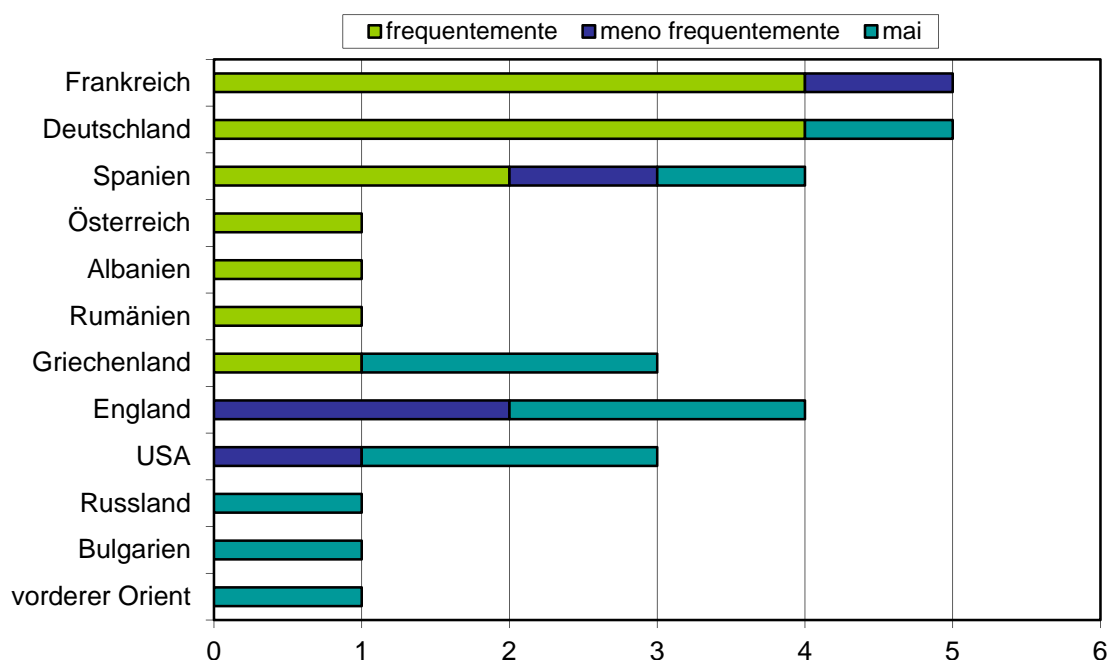 frequentemente meno frequentemente mai
Frankreich
Deutschland
Spanien
Österreich
Albanien
Rumänien
Griechenland
England
USA
Russland
Bulgarien
vorderer Orient
0 1 2 3 4 5 6